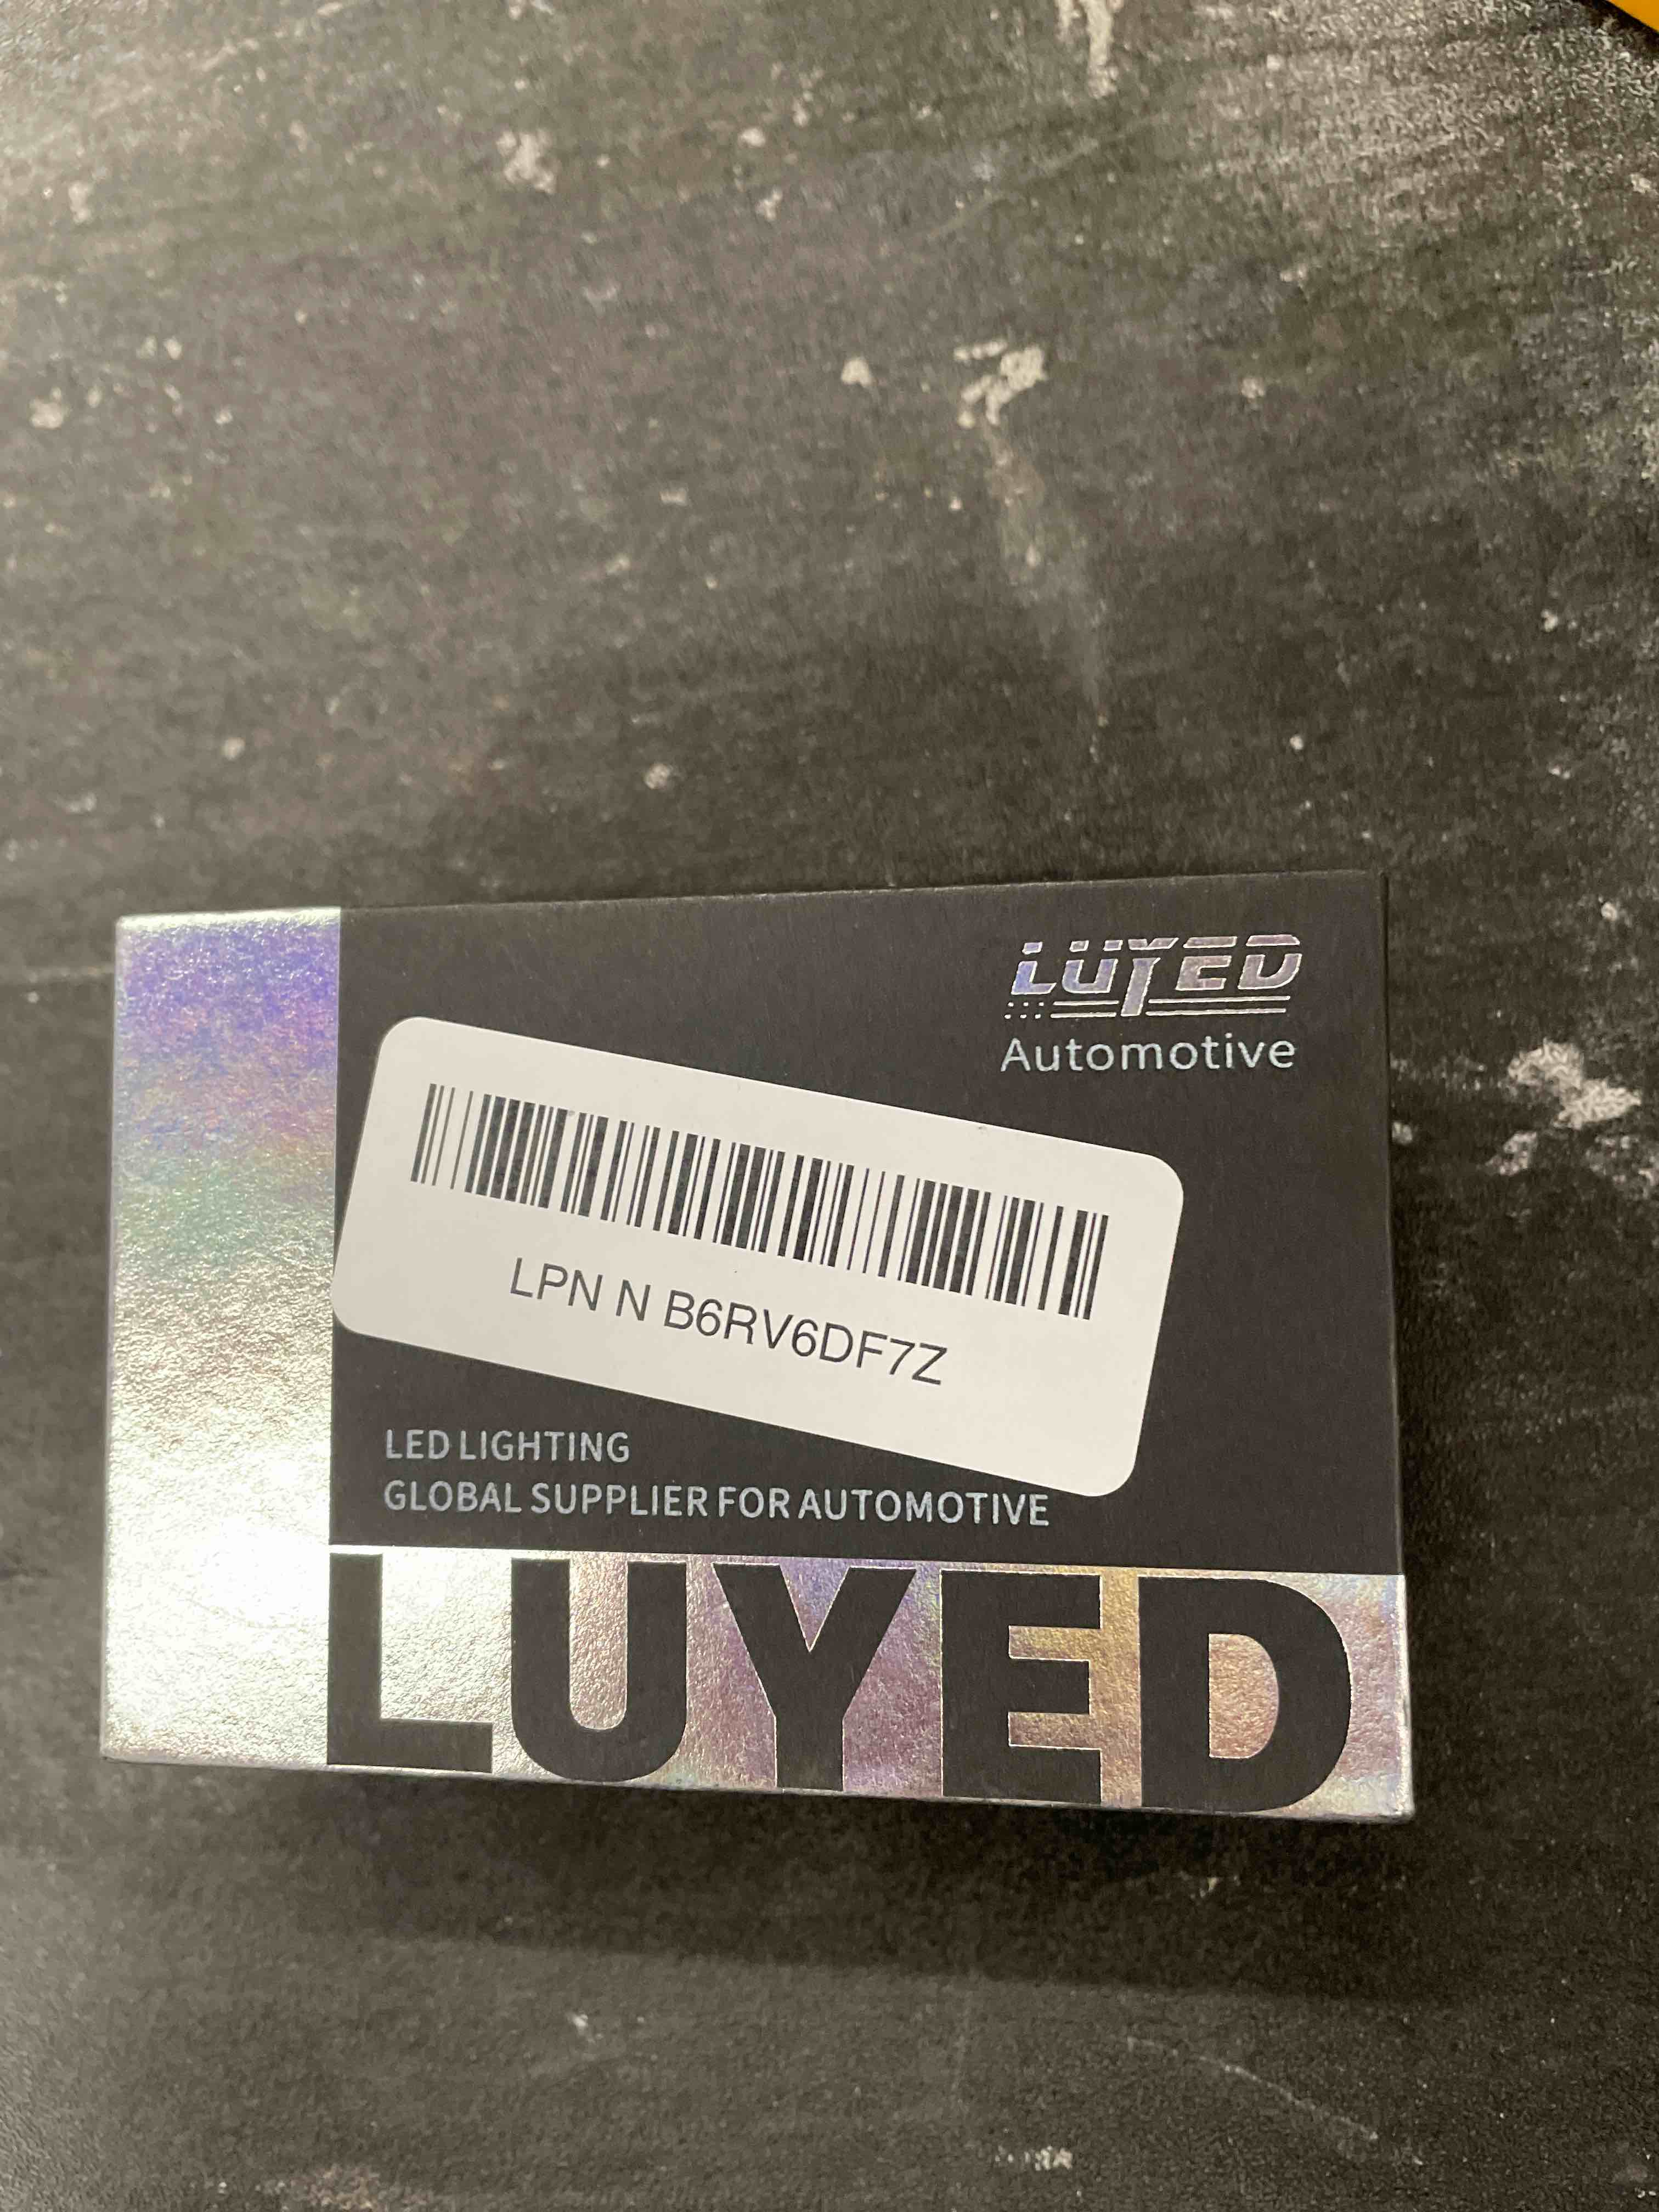 LUYED
Automotive
LPN N B6RV6DF7Z
LED LIGHTING
GLOBAL SUPPLIER FOR AUTOMOTIVE
LUYED